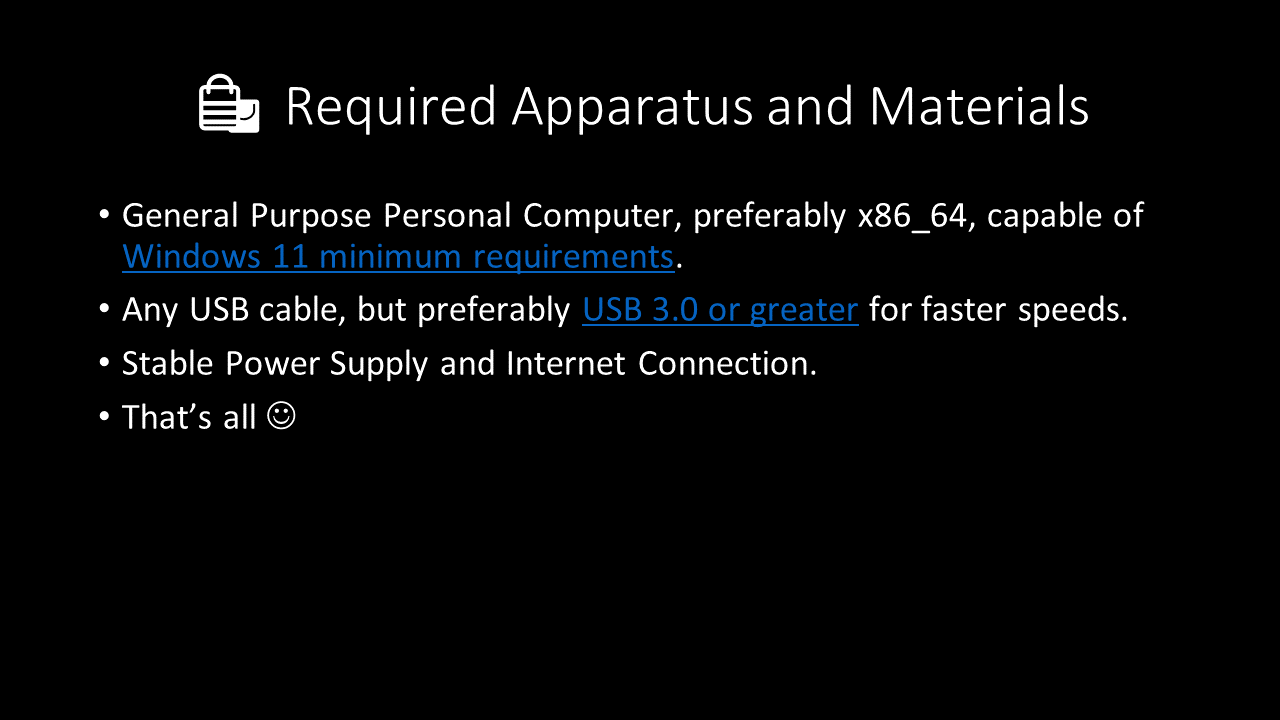 Required Apparatus and Materials
• General Purpose Personal Computer, preferably x86_64, capable of
Windows 11 minimum requirements.
• Any USB cable, but preferably USB 3.0 or greater for faster speeds.
• Stable Power Supply and Internet Connection.
• That’s all ☺